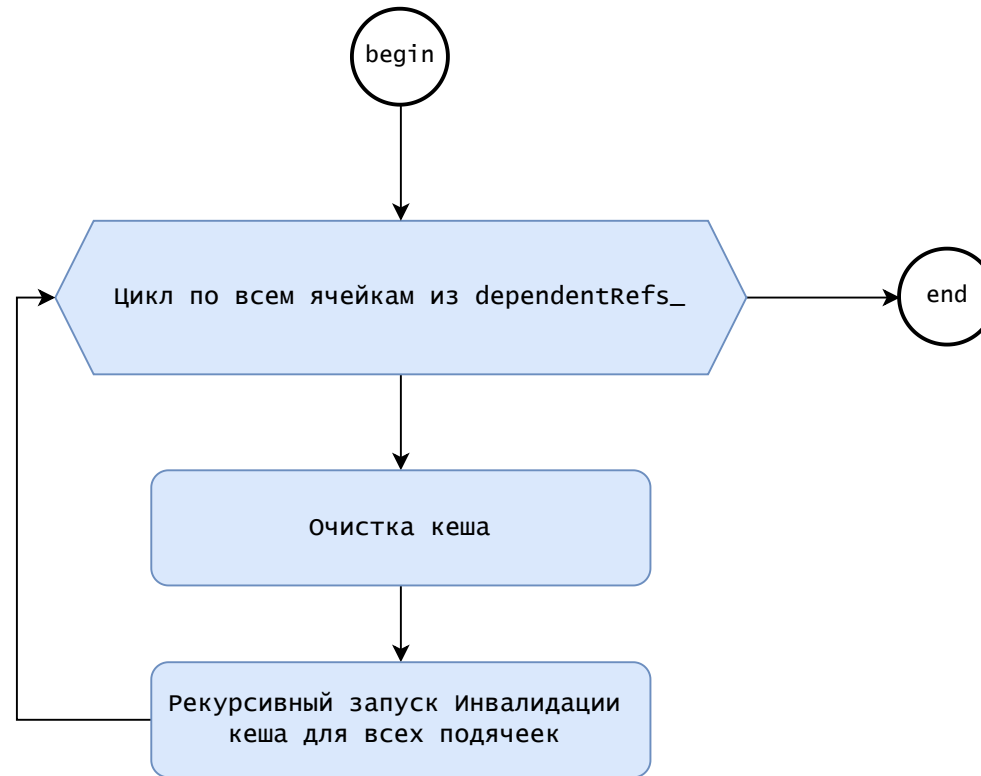 begin
Цикл по всем ячейкам из dependentRefs_
end
Очистка кеша
Рекурсивный запуск Инвалидации
кеша для всех подячеек